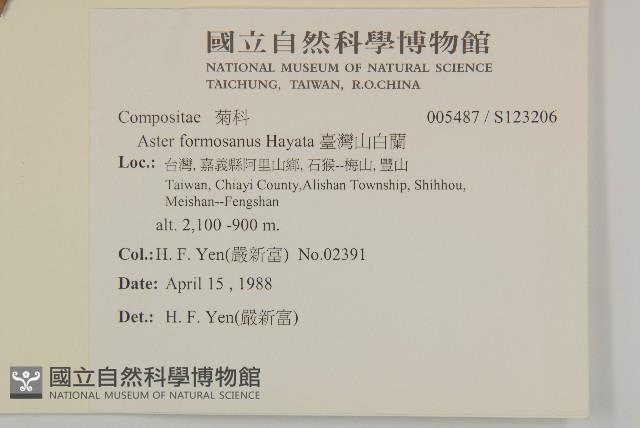 國立自然科學博物館
NATIONAL MUSEUM OF NATURAL SCIENCE
TAICHUNG, TAIWAN, R.O.CHINA
Compositae 菊科 005487 / S123206
Aster formosanus Hayata 臺灣山白蘭
Loc.: 台灣, 嘉義縣阿里山鄉, 石猴--梅山, 豐山
Taiwan, Chiayi County,Alishan Township, Shihhou,
Meishan--Fengshan
alt. 2,100 -900 m.
Col.:H. F. Yen(嚴新富) No.02391
Date: April 15 , 1988
Det.: H. F. Yen(嚴新富)
國立自然科學博物館
NATIONAL MUSEUM OF NATURAL SCIENCE